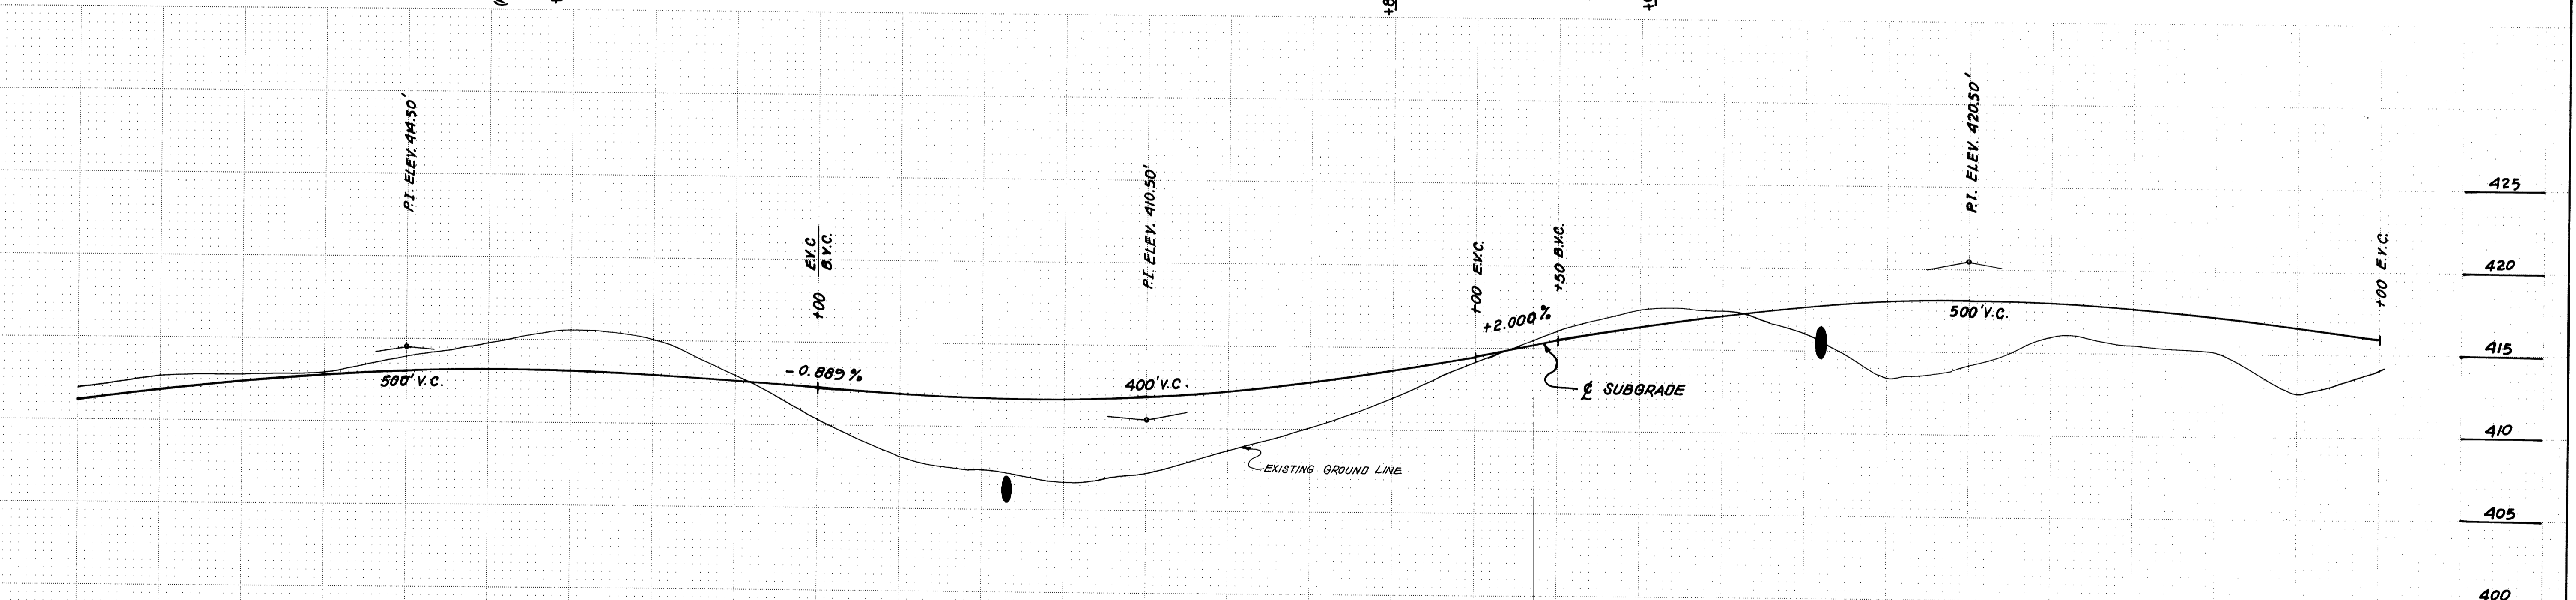 P.I. ELEV. 414.50'
E.V.C.
B.V.C.
+00
P.I. ELEV. 410.50'
+00 E.V.C.
+50 B.V.C.
P.I. ELEV. 420.50'
+00 E.V.C.
425
420
415
410
405
400
500' V.C.
-0.889%
400' V.C.
+2.000%
500' V.C.
℄ SUBGRADE
EXISTING GROUND LINE